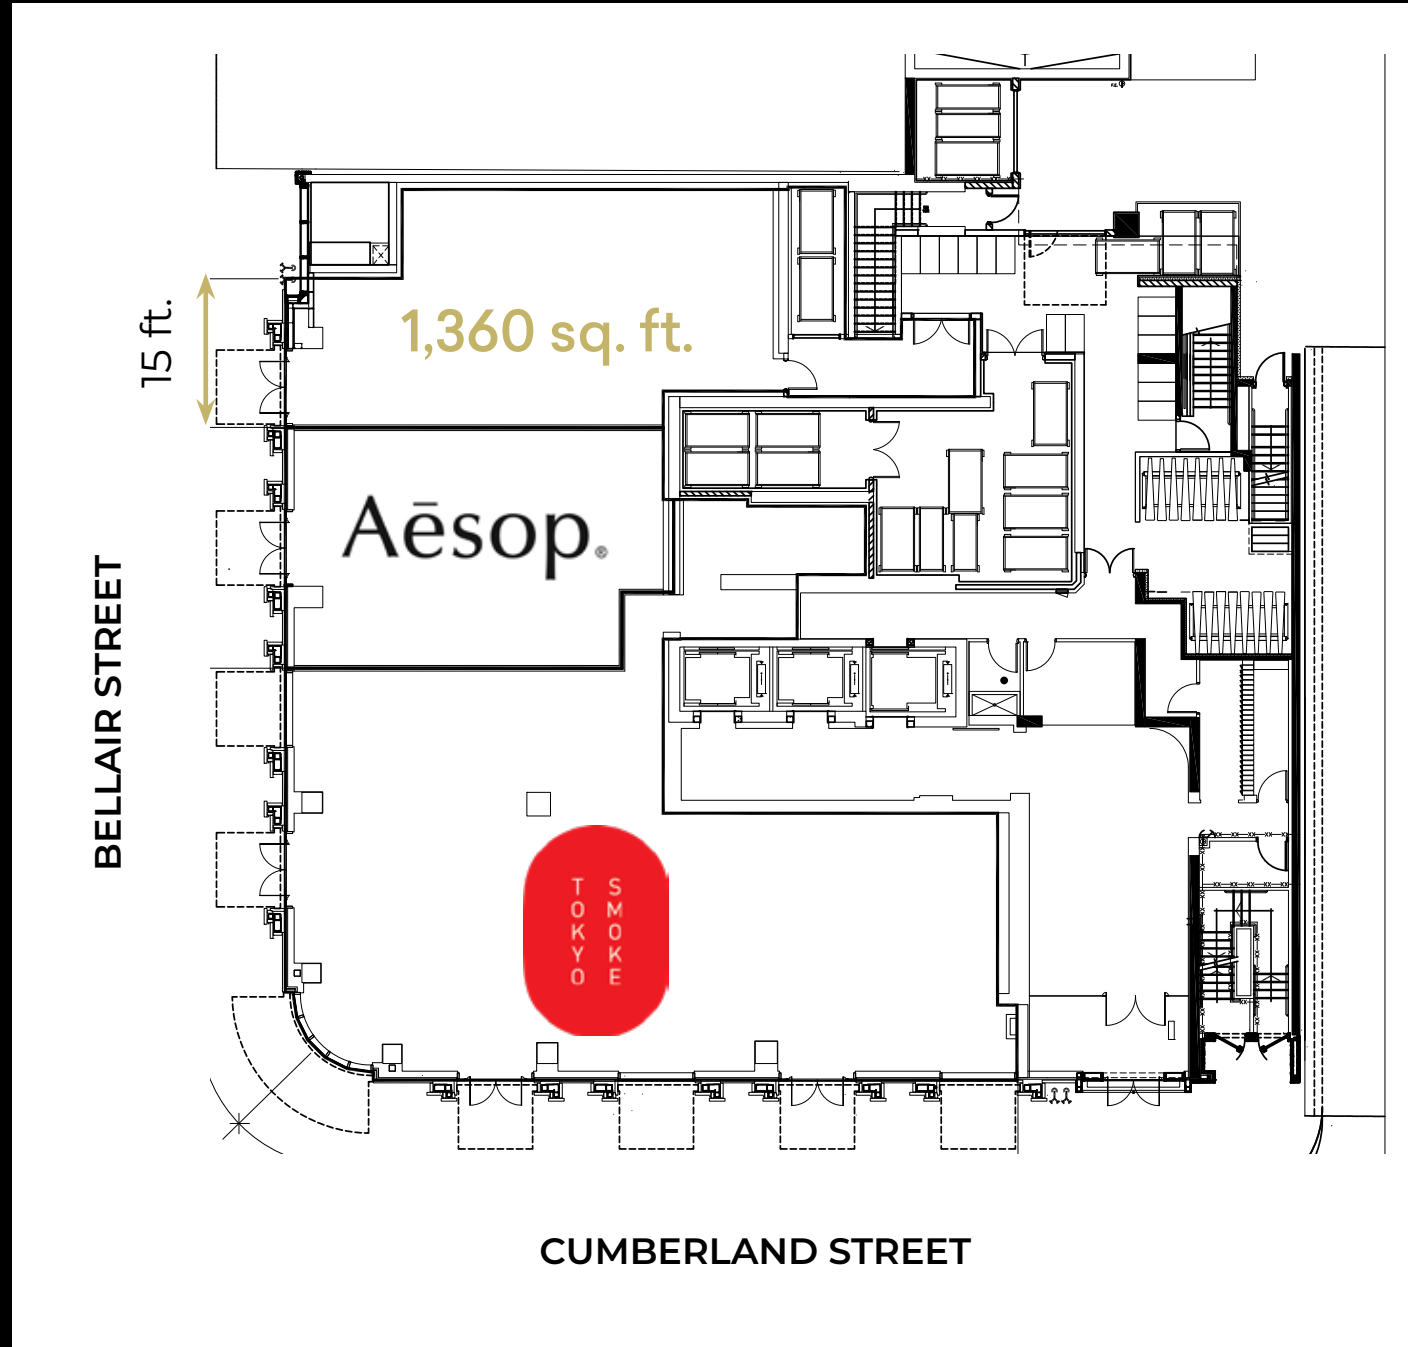 15 ft.
1,360 sq. ft.
Aēsop®
BELLAIR STREET
TOKYO
SMOKE
CUMBERLAND STREET